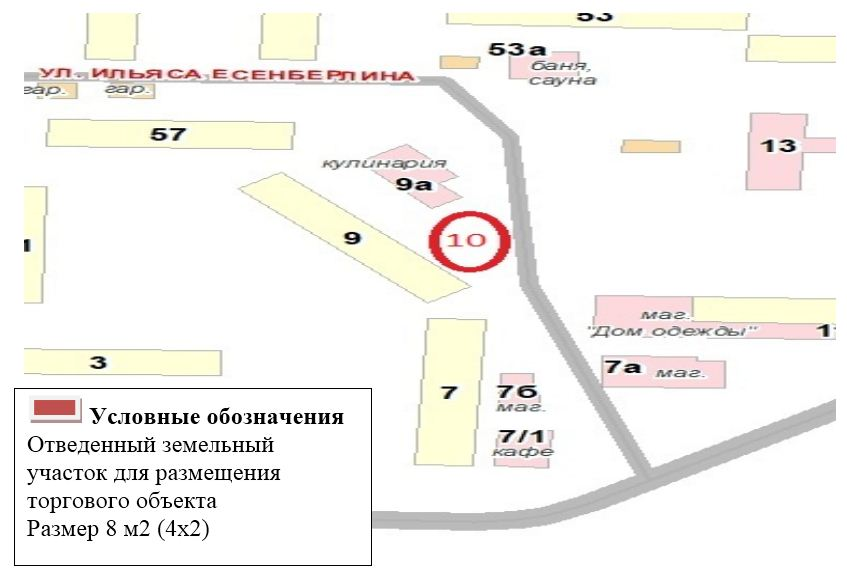 53
53а
баня,
сауна
УЛ. ИЛЬЯСА ЕСЕНБЕРЛИНА
гар.
гар.
57
13
кулинария
9а
9
10
маг.
"Дом одежды"
3
7
7б
маг.
7а маг.
7/1
кафе
Условные обозначения
Отведенный земельный
участок для размещения
торгового объекта
Размер 8 м2 (4х2)